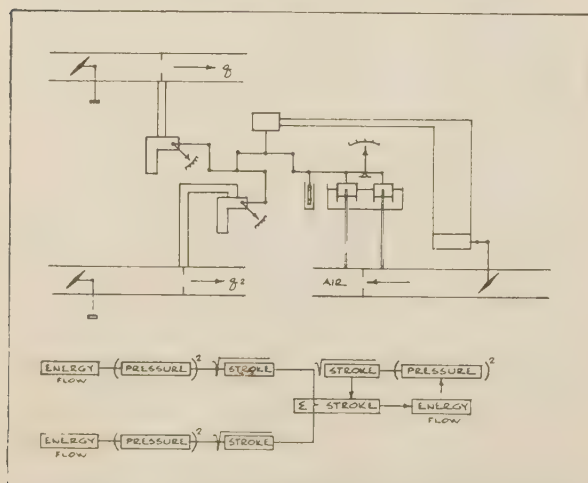 q
q2
AIR
ENERGY FLOW (PRESSURE)² √STROKE √STROKE (PRESSURE)²
Σ - STROKE ENERGY FLOW
ENERGY FLOW (PRESSURE)² √STROKE